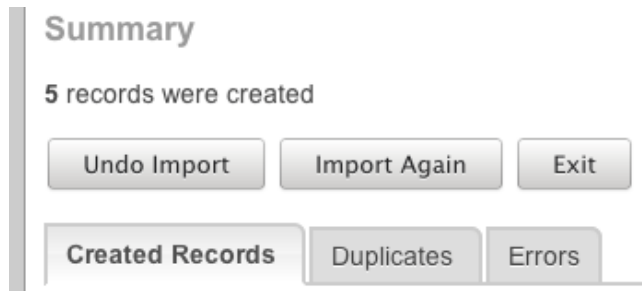 Summary
5 records were created
Undo Import Import Again Exit
Created Records Duplicates Errors